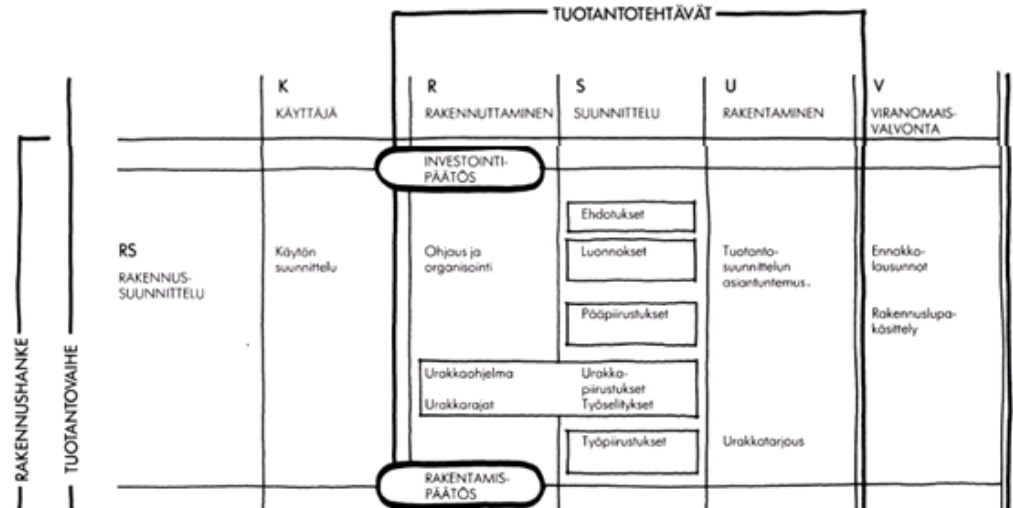 TUOTANTOTEHTÄVÄT
K
KÄYTTÄJÄ
R
RAKENNUTTAMINEN
S
SUUNNITTELU
U
RAKENTAMINEN
V
VIRANOMAIS-
VALVONTA
INVESTOINTI-
PÄÄTÖS
RS
RAKENNUS-
SUUNNITTELU
Käytön
suunnittelu
Ohjaus ja
organisointi
Ehdotukset
Luonnokset
Pääpiirustukset
Tuotanto-
suunnittelun
asiantuntemus.
Ennakko-
lausunnot
Rakennuslupa-
käsittely
Urakkaohjelma
Urakkarajat
Urakka-
piirustukset
Työselitykset
Työpiirustukset
Urakkatarjous
RAKENTAMIS-
PÄÄTÖS
RAKENNUSHANKE
TUOTANTOVAIHE